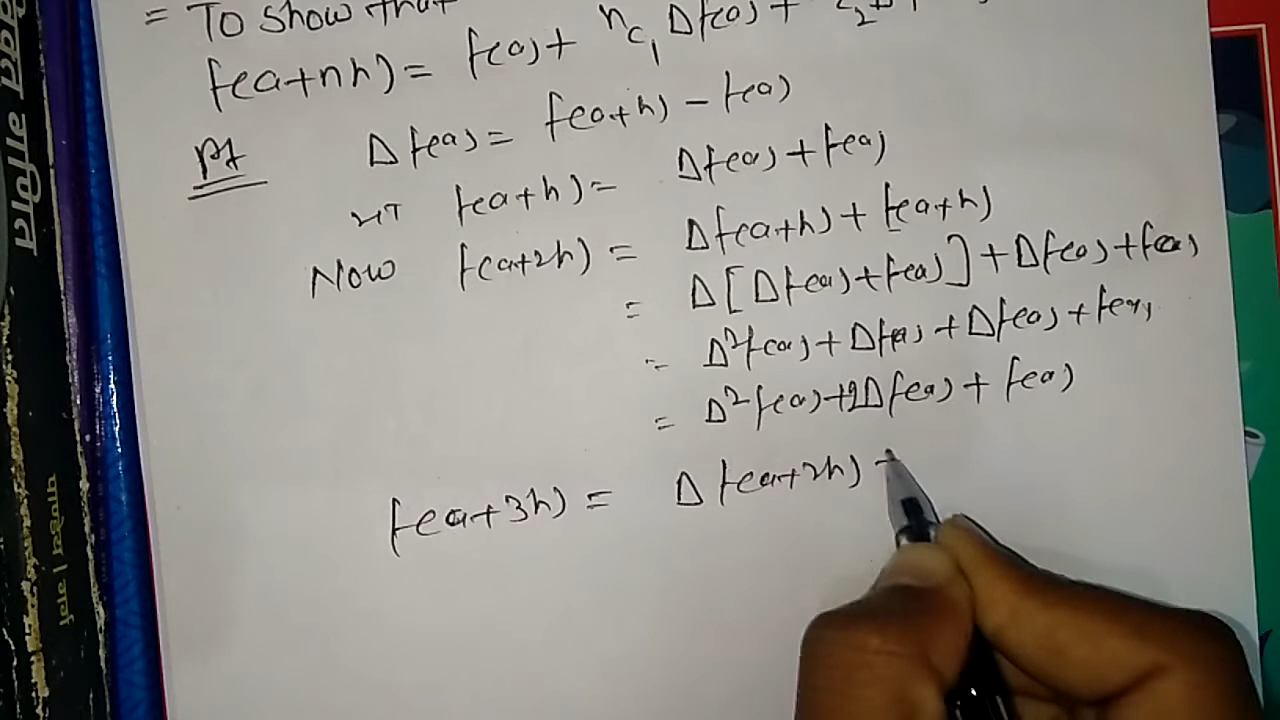 = To show that
f(a+nh) = f(a) + nc₁ Δf(a) +
Pf Δf(a) = f(a+h) - f(a)
f(a+h) = Δf(a) + f(a)
Now f(a+2h) = Δf(a+h) + f(a+h)
= Δ[Δf(a) + f(a)] + Δf(a) + f(a)
= Δ²f(a) + Δf(a) + Δf(a) + f(a)
= Δ²f(a) + 2Δf(a) + f(a)
f(a+3h) = Δf(a+2h) -